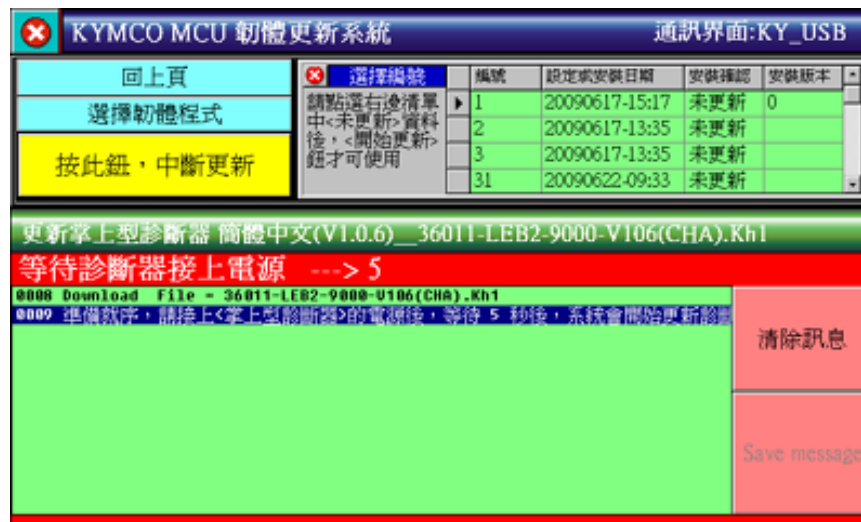 KYMCO MCU 韌體更新系統 通訊界面:KY_USB
回上頁
選擇韌體程式
按此鈕，中斷更新
選擇編號
請點選右邊清單
中<未更新>資料
後，<開始更新>
鈕才可使用
編號 設定或安裝日期 安裝確認 安裝版本
1 20090617-15:17 未更新 0
2 20090617-13:35 未更新
3 20090617-13:35 未更新
31 20090622-09:33 未更新
更新掌上型診斷器 簡體中文(V1.0.6)__36011-LEB2-9000-V106(CHA).Kh1
等待診斷器接上電源 ---> 5
0008 Download File = 36011-LEB2-9000-V106(CHA).Kh1
0009 準備就序，請接上<掌上型診斷器>的電源後，等待 5 秒後，系統會開始更新診斷
清除訊息
Save message